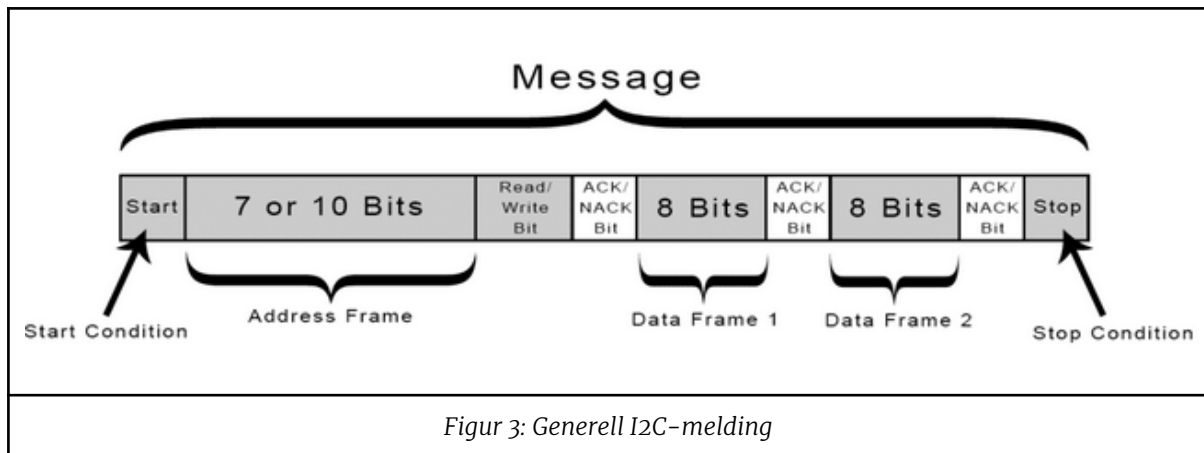 Message
Start
7 or 10 Bits
Read/
Write
Bit
ACK/
NACK
Bit
8 Bits
ACK/
NACK
Bit
8 Bits
ACK/
NACK
Bit
Stop
Start Condition
Address Frame
Data Frame 1
Data Frame 2
Stop Condition
Figur 3: Generell I2C-melding